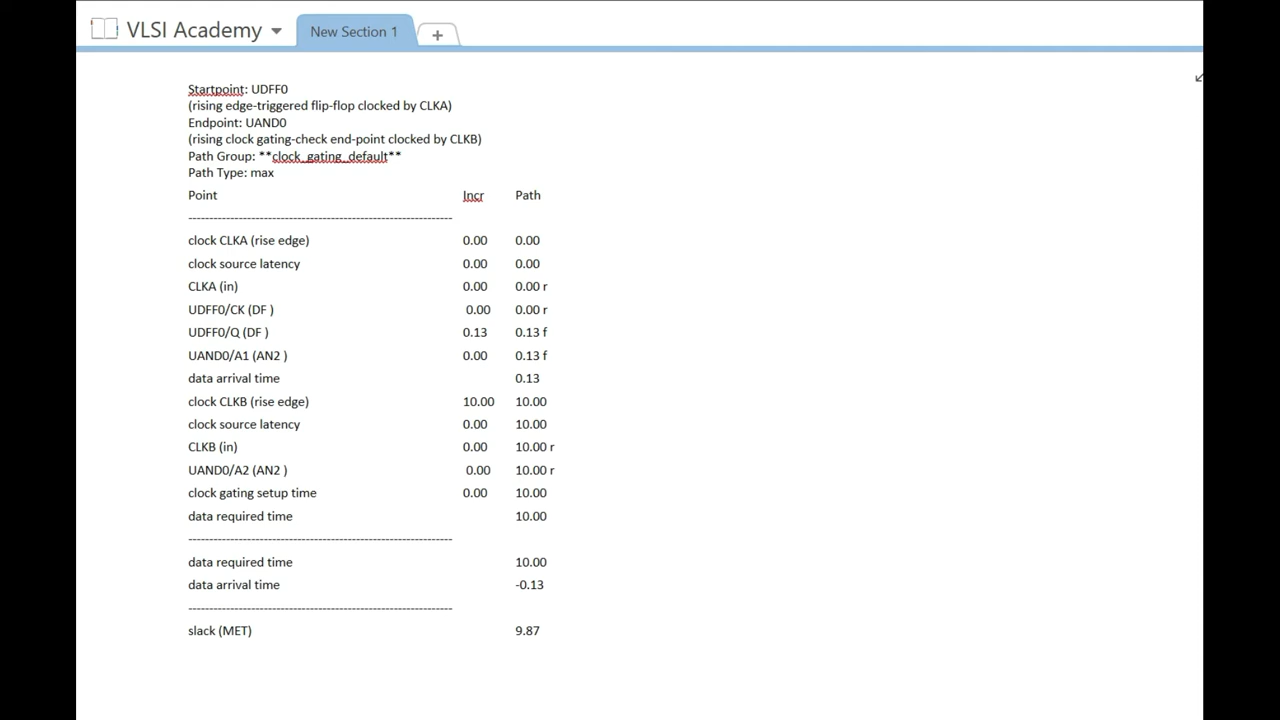 VLSI Academy
New Section 1
+
Startpoint: UDFF0
(rising edge-triggered flip-flop clocked by CLKA)
Endpoint: UAND0
(rising clock gating-check end-point clocked by CLKB)
Path Group: **clock_gating_default**
Path Type: max
Point Incr Path
--------------------------------------------------------------
clock CLKA (rise edge) 0.00 0.00
clock source latency 0.00 0.00
CLKA (in) 0.00 0.00 r
UDFF0/CK (DF ) 0.00 0.00 r
UDFF0/Q (DF ) 0.13 0.13 f
UAND0/A1 (AN2 ) 0.00 0.13 f
data arrival time 0.13
clock CLKB (rise edge) 10.00 10.00
clock source latency 0.00 10.00
CLKB (in) 0.00 10.00 r
UAND0/A2 (AN2 ) 0.00 10.00 r
clock gating setup time 0.00 10.00
data required time 10.00
--------------------------------------------------------------
data required time 10.00
data arrival time -0.13
--------------------------------------------------------------
slack (MET) 9.87